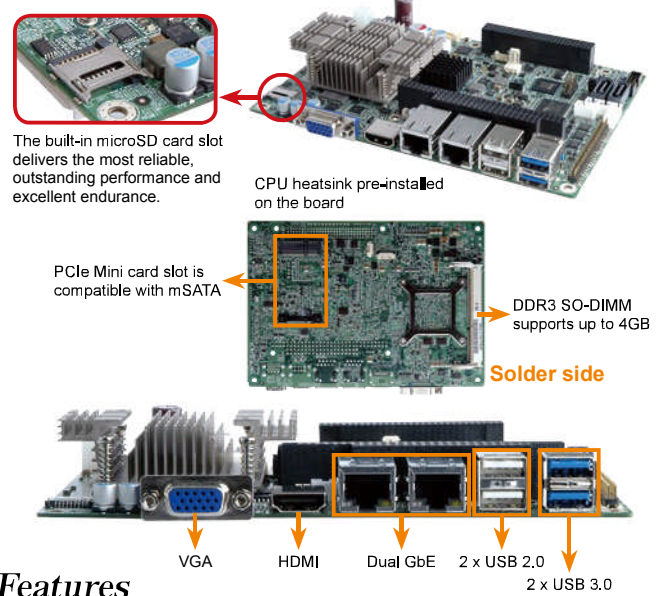 The built-in microSD card slot
delivers the most reliable,
outstanding performance and
excellent endurance.
CPU heatsink pre-installed
on the board
PCIe Mini card slot is
compatible with mSATA
DDR3 SO-DIMM
supports up to 4GB
Solder side
VGA
HDMI
Dual GbE
2 x USB 2.0
2 x USB 3.0
Features